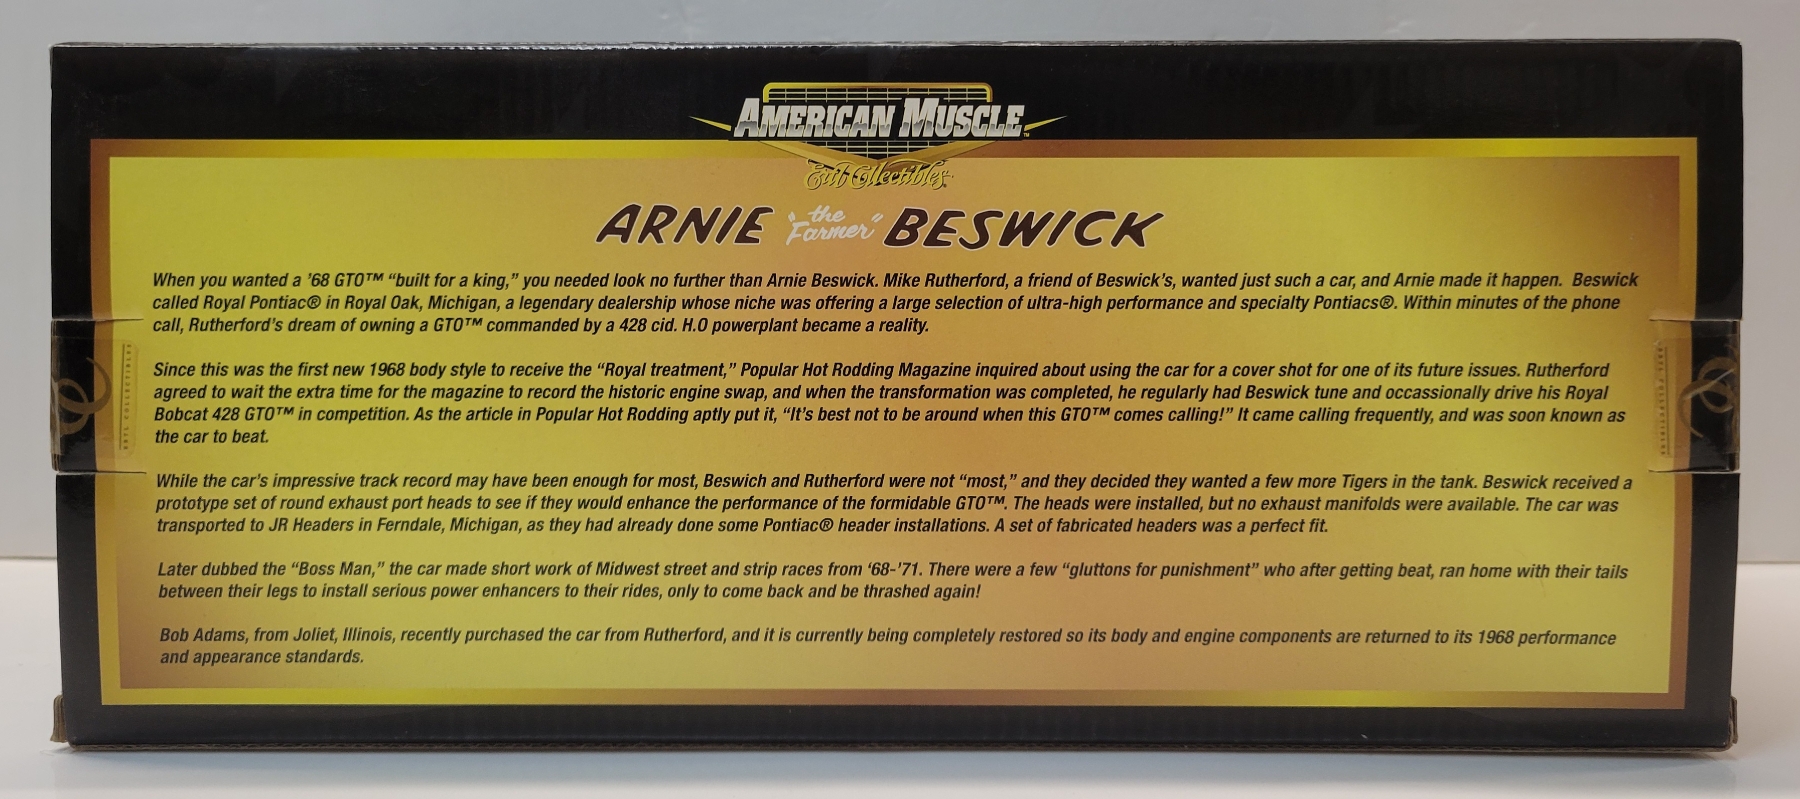 AMERICAN MUSCLE™
Ertl Collectibles®
ARNIE "the Farmer" BESWICK
When you wanted a '68 GTO™ “built for a king,” you needed look no further than Arnie Beswick. Mike Rutherford, a friend of Beswick’s, wanted just such a car, and Arnie made it happen. Beswick
called Royal Pontiac® in Royal Oak, Michigan, a legendary dealership whose niche was offering a large selection of ultra-high performance and specialty Pontiacs®. Within minutes of the phone
call, Rutherford’s dream of owning a GTO™ commanded by a 428 cid. H.O powerplant became a reality.
Since this was the first new 1968 body style to receive the “Royal treatment,” Popular Hot Rodding Magazine inquired about using the car for a cover shot for one of its future issues. Rutherford
agreed to wait the extra time for the magazine to record the historic engine swap, and when the transformation was completed, he regularly had Beswick tune and occassionally drive his Royal
Bobcat 428 GTO™ in competition. As the article in Popular Hot Rodding aptly put it, “It’s best not to be around when this GTO™ comes calling!” It came calling frequently, and was soon known as
the car to beat.
While the car’s impressive track record may have been enough for most, Beswick and Rutherford were not “most,” and they decided they wanted a few more Tigers in the tank. Beswick received a
prototype set of round exhaust port heads to see if they would enhance the performance of the formidable GTO™. The heads were installed, but no exhaust manifolds were available. The car was
transported to JR Headers in Ferndale, Michigan, as they had already done some Pontiac® header installations. A set of fabricated headers was a perfect fit.
Later dubbed the “Boss Man,” the car made short work of Midwest street and strip races from ‘68-’71. There were a few “gluttons for punishment” who after getting beat, ran home with their tails
between their legs to install serious power enhancers to their rides, only to come back and be thrashed again!
Bob Adams, from Joliet, Illinois, recently purchased the car from Rutherford, and it is currently being completely restored so its body and engine components are returned to its 1968 performance
and appearance standards.
ERTL COLLECTIBLES
ERTL COLLECTIBLES